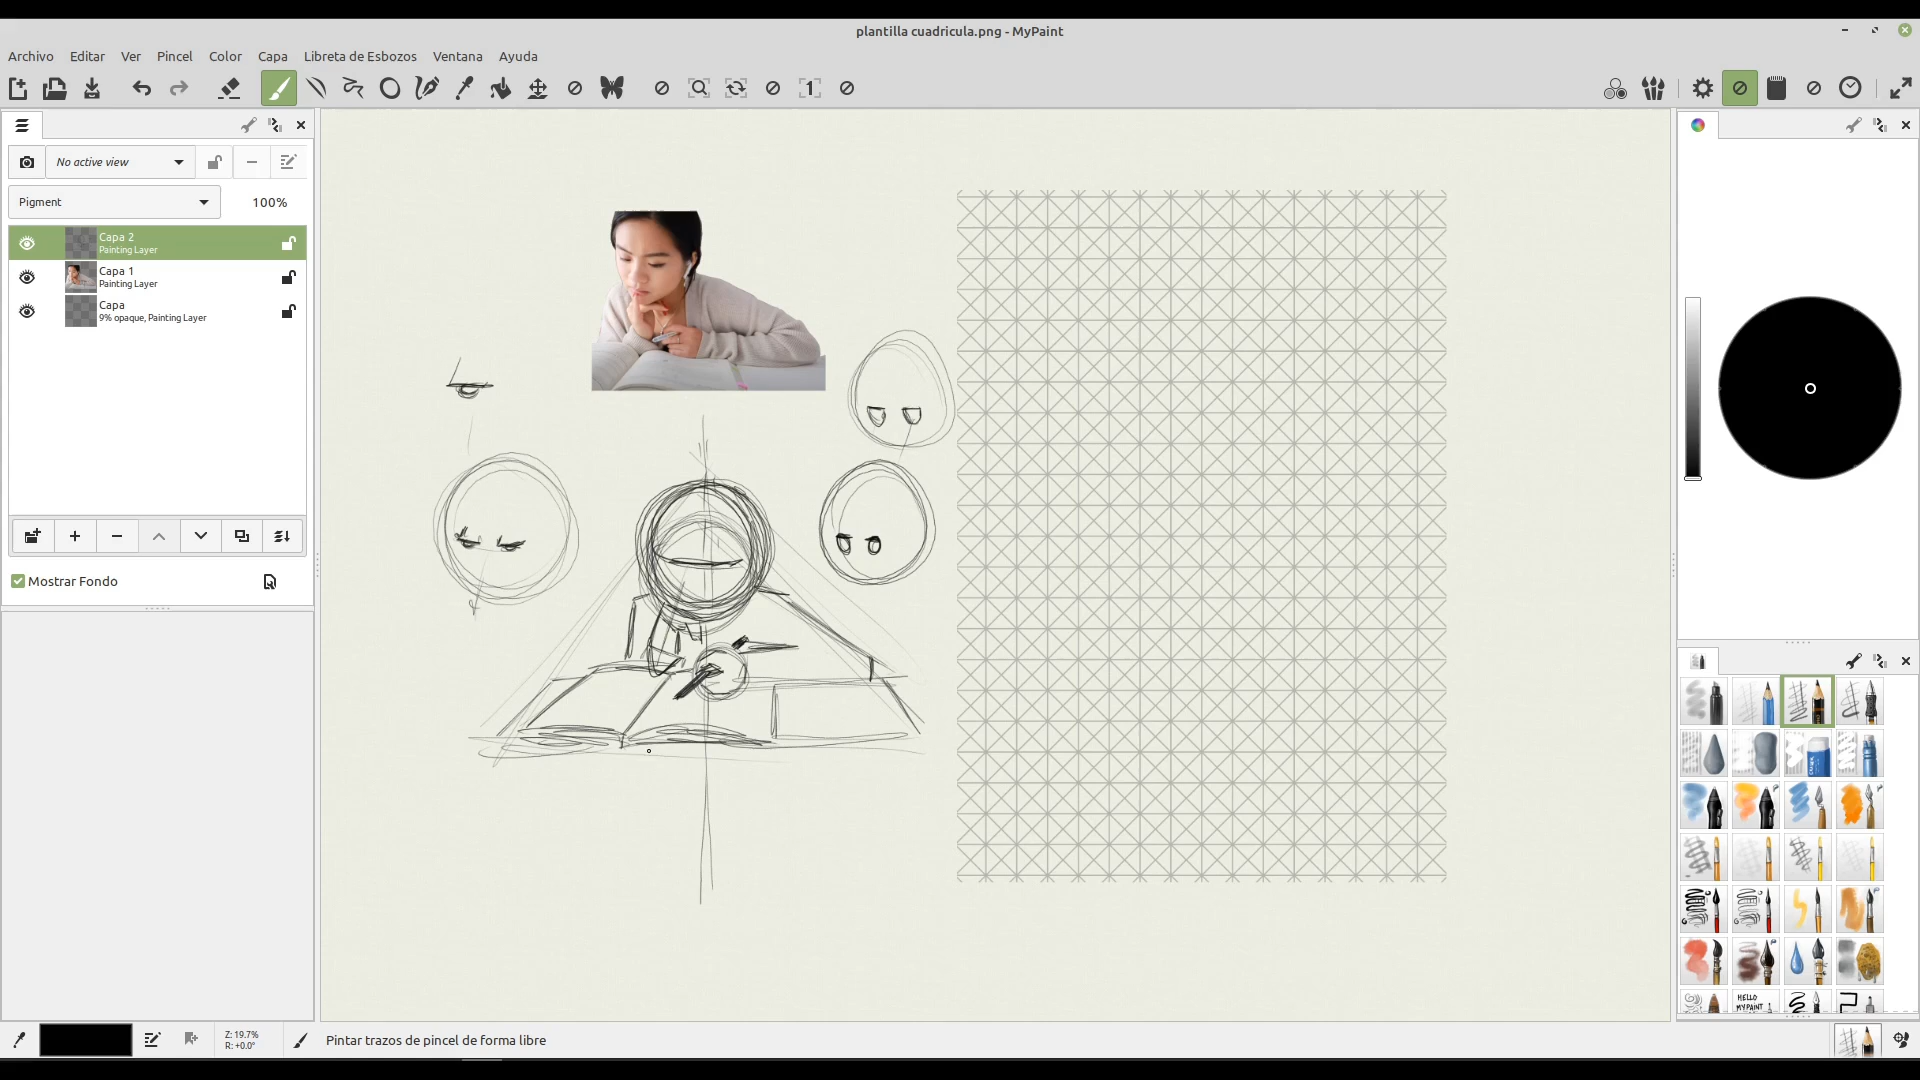 plantilla cuadricula.png - MyPaint
Archivo Editar Ver Pincel Color Capa Libreta de Esbozos Ventana Ayuda
1
No active view
Pigment 100%
Capa 2
Painting Layer
Capa 1
Painting Layer
Capa
9% opaque, Painting Layer
Mostrar Fondo
HELLO
MYPAINT
Z: 19.7%
R: +0.0°
Pintar trazos de pincel de forma libre